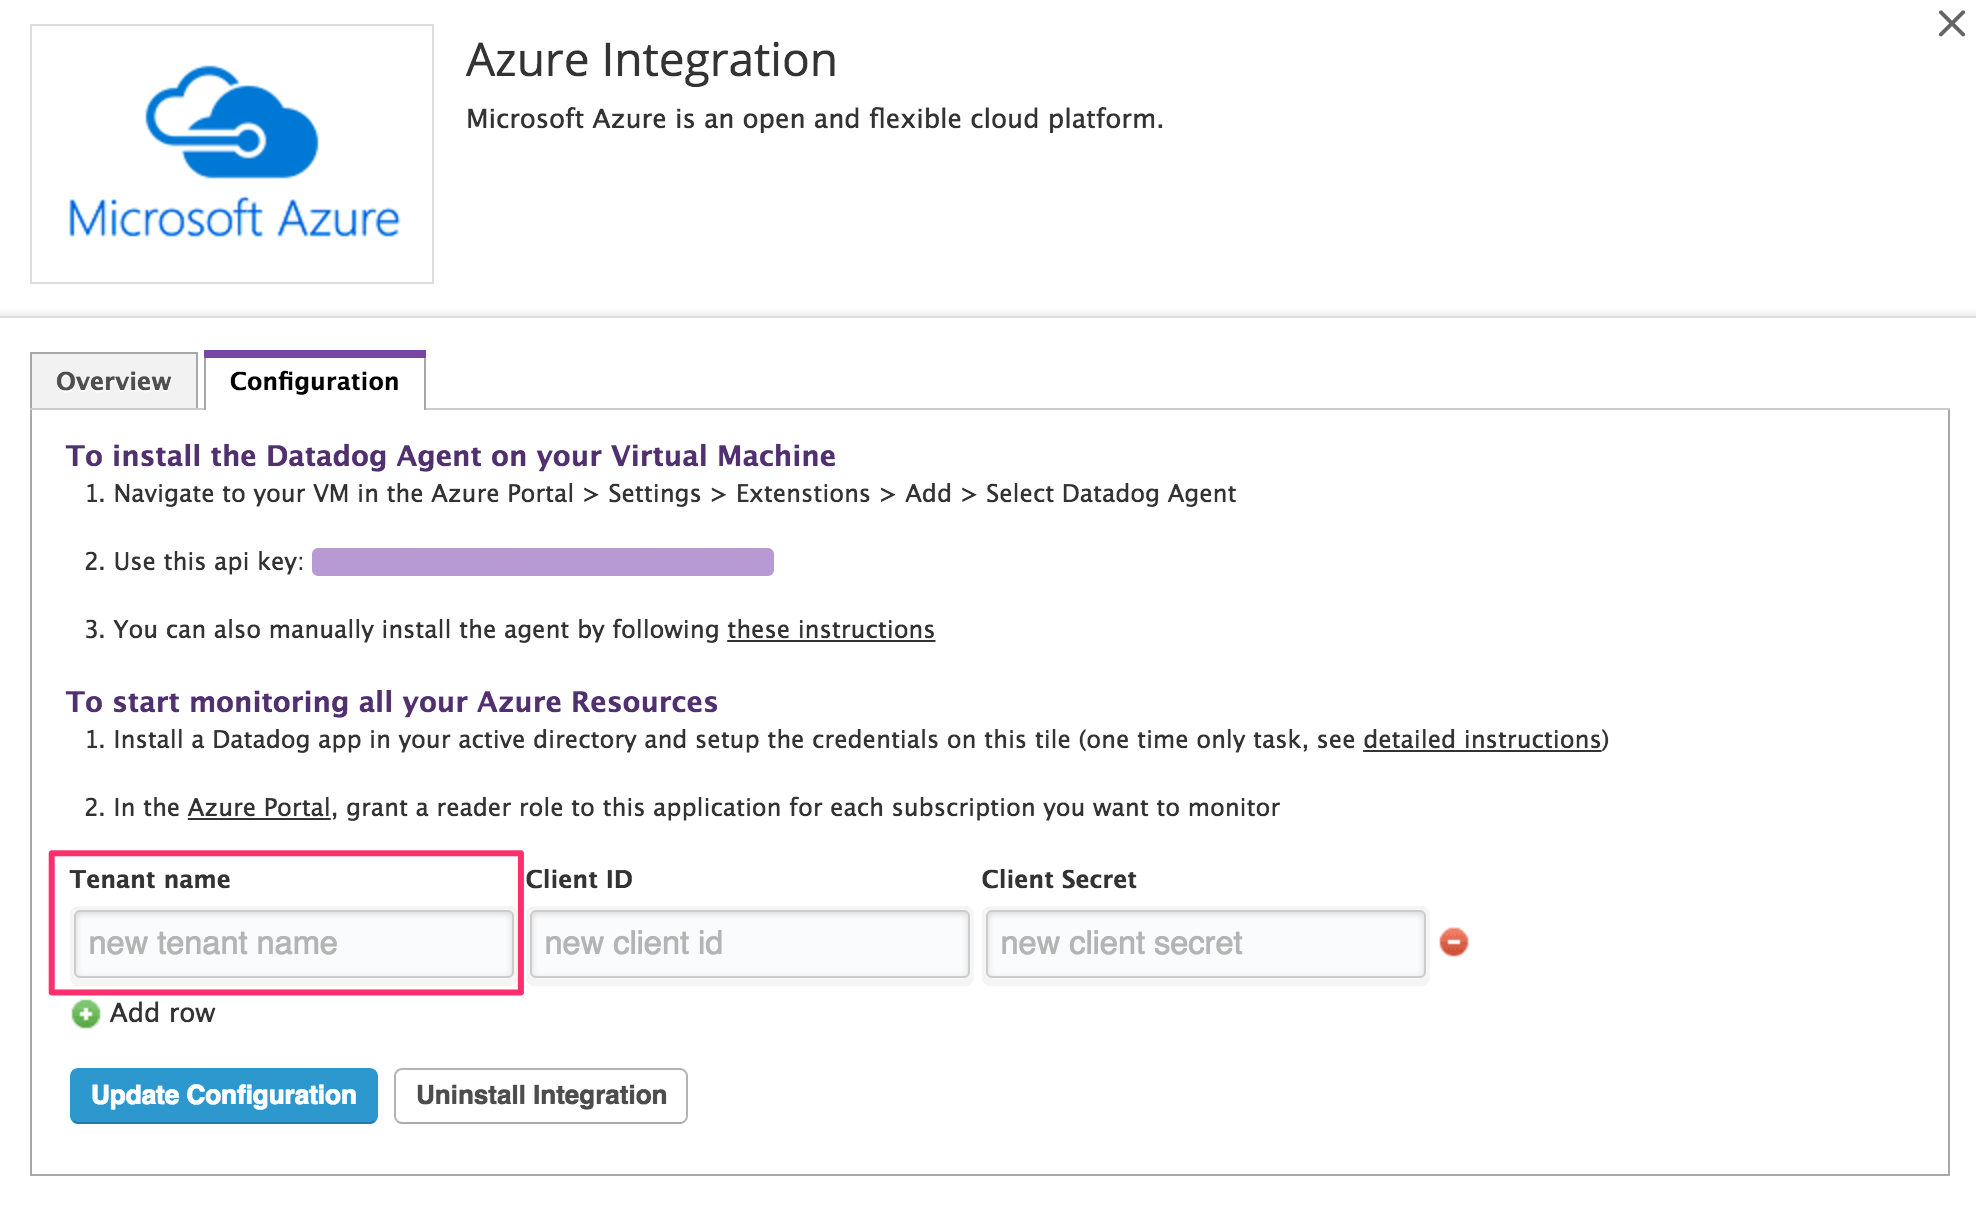 Azure Integration
Microsoft Azure is an open and flexible cloud platform.
Microsoft Azure
Overview
Configuration
To install the Datadog Agent on your Virtual Machine
1. Navigate to your VM in the Azure Portal > Settings > Extenstions > Add > Select Datadog Agent
2. Use this api key:
3. You can also manually install the agent by following these instructions
To start monitoring all your Azure Resources
1. Install a Datadog app in your active directory and setup the credentials on this tile (one time only task, see detailed instructions)
2. In the Azure Portal, grant a reader role to this application for each subscription you want to monitor
Tenant name
Client ID
Client Secret
new tenant name
new client id
new client secret
Add row
Update Configuration
Uninstall Integration